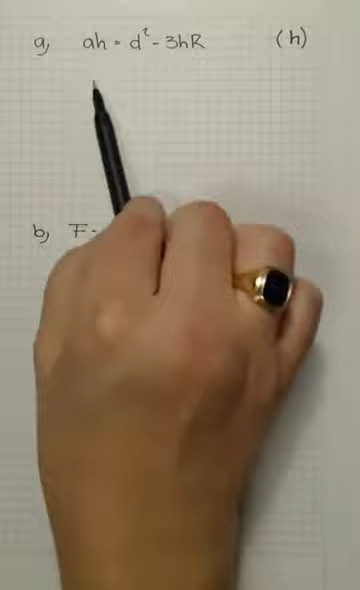 a) ah = d² - 3hR (h)
b) F-